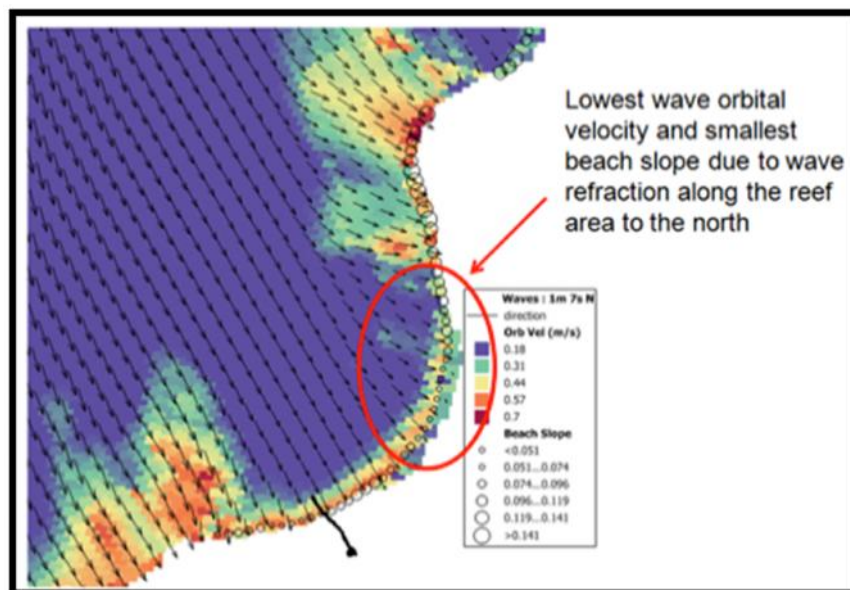 Lowest wave orbital
velocity and smallest
beach slope due to wave
refraction along the reef
area to the north
Waves : 1m 7s N
direction
Orb Vel (m/s)
0.18
0.31
0.44
0.57
0.7
Beach Slope
<0.051
0.051...0.074
0.074...0.096
0.096...0.119
0.119...0.141
>0.141